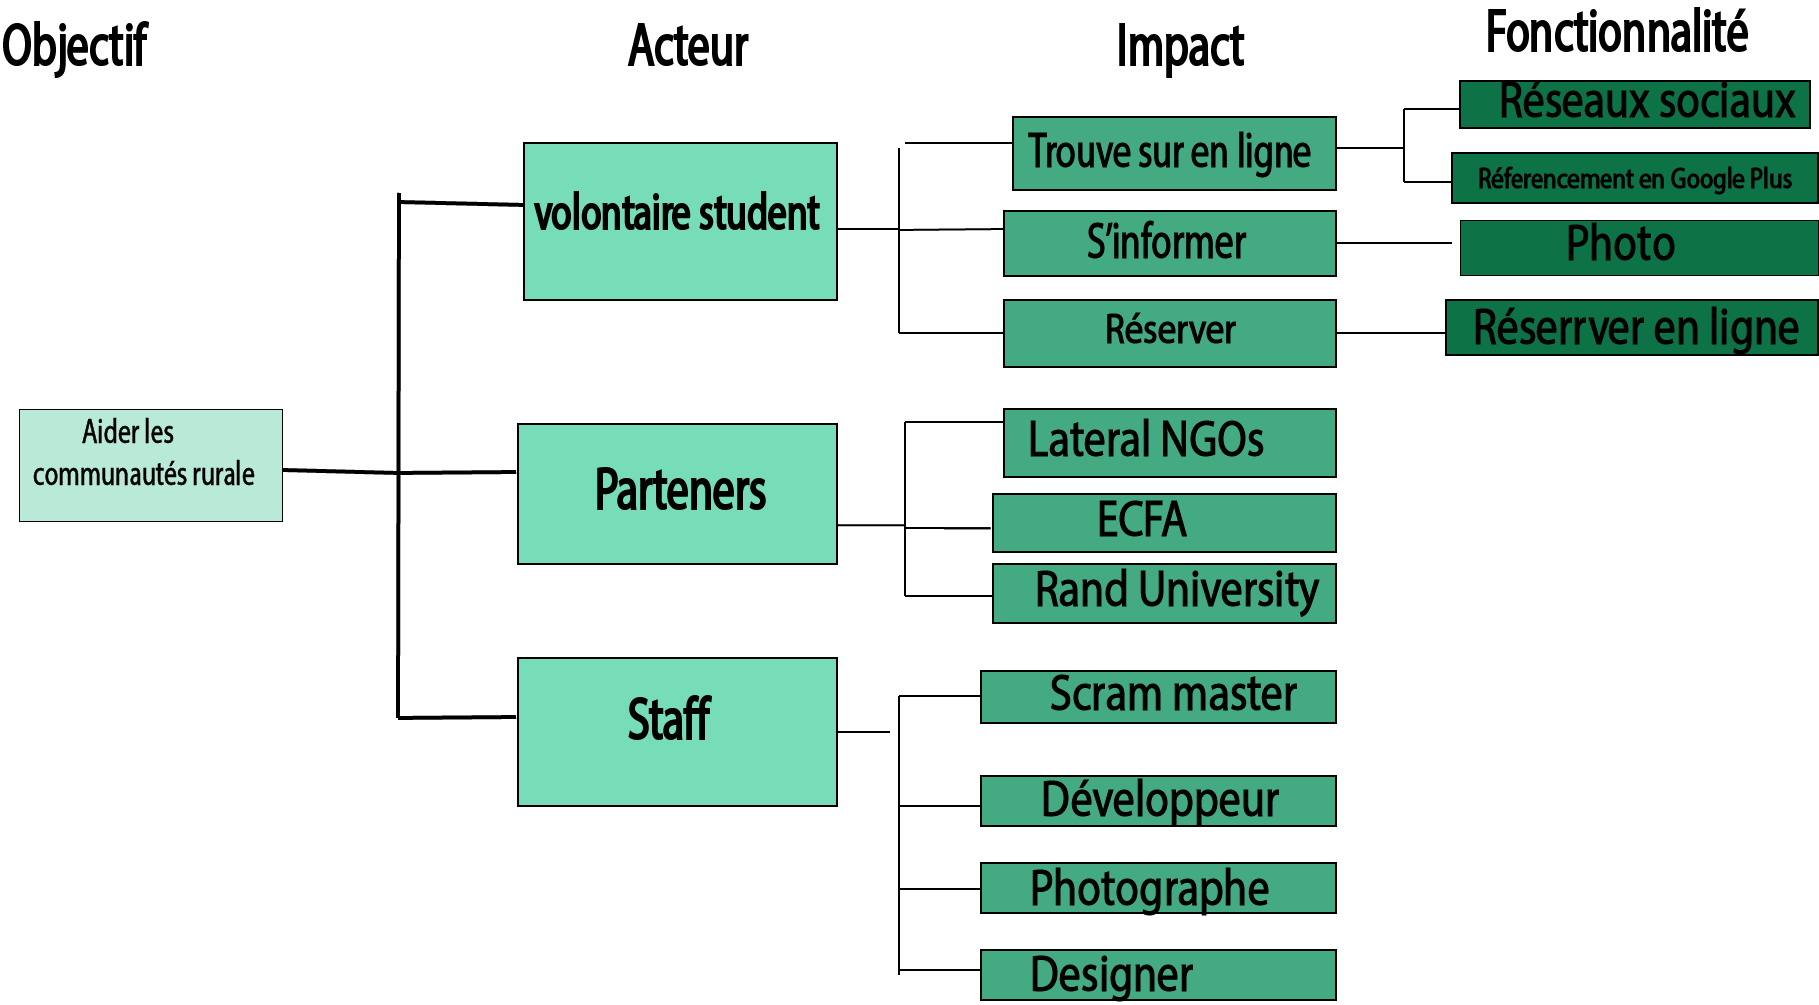 Objectif
Acteur
Impact
Fonctionnalité
Aider les
communautés rurale
volontaire student
Trouve sur en ligne
Réseaux sociaux
Réferencement en Google Plus
S’informer
Photo
Réserver
Réserrver en ligne
Parteners
Lateral NGOs
ECFA
Rand University
Staff
Scram master
Développeur
Photographe
Designer